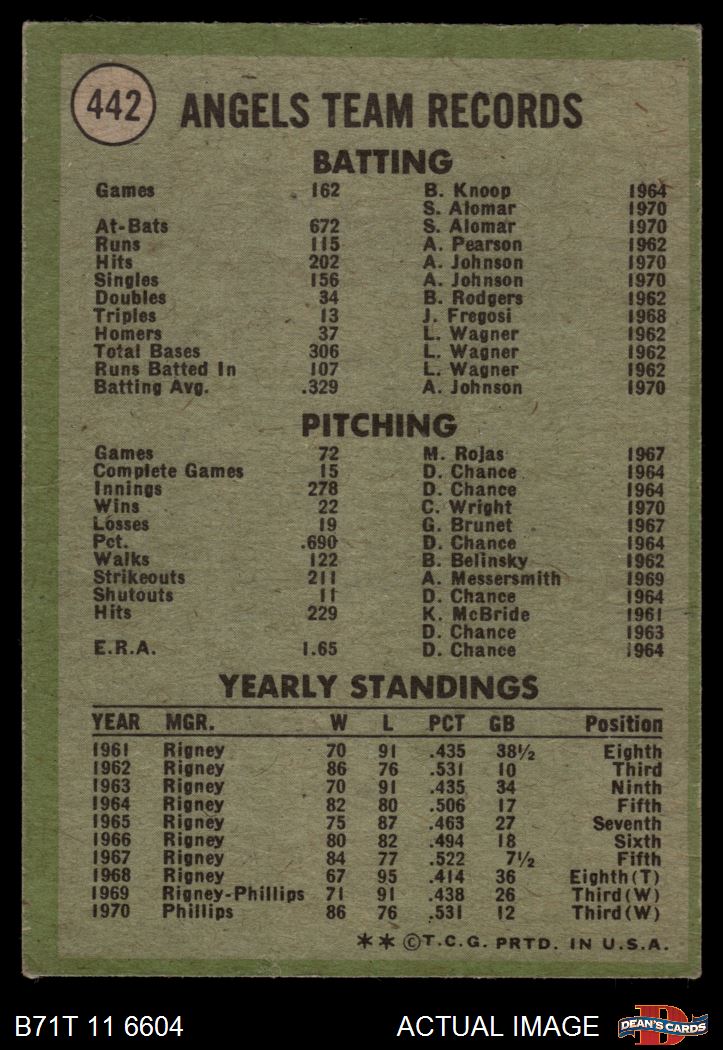 442 ANGELS TEAM RECORDS
BATTING
Games 162 B. Knoop 1964
S. Alomar 1970
At-Bats 672 S. Alomar 1970
Runs 115 A. Pearson 1962
Hits 202 A. Johnson 1970
Singles 156 A. Johnson 1970
Doubles 34 B. Rodgers 1962
Triples 13 J. Fregosi 1968
Homers 37 L. Wagner 1962
Total Bases 306 L. Wagner 1962
Runs Batted In 107 L. Wagner 1962
Batting Avg. .329 A. Johnson 1970
PITCHING
Games 72 M. Rojas 1967
Complete Games 15 D. Chance 1964
Innings 278 D. Chance 1964
Wins 22 C. Wright 1970
Losses 19 G. Brunet 1967
Pct. .690 D. Chance 1964
Walks 122 B. Belinsky 1962
Strikeouts 211 A. Messersmith 1969
Shutouts 11 D. Chance 1964
Hits 229 K. McBride 1961
D. Chance 1963
E.R.A. 1.65 D. Chance 1964
YEARLY STANDINGS
YEAR MGR. W L PCT GB Position
1961 Rigney 70 91 .435 38½ Eighth
1962 Rigney 86 76 .531 10 Third
1963 Rigney 70 91 .435 34 Ninth
1964 Rigney 82 80 .506 17 Fifth
1965 Rigney 75 87 .463 27 Seventh
1966 Rigney 80 82 .494 18 Sixth
1967 Rigney 84 77 .522 7½ Fifth
1968 Rigney 67 95 .414 36 Eighth(T)
1969 Rigney-Phillips 71 91 .438 26 Third(W)
1970 Phillips 86 76 .531 12 Third(W)
** ©T.C.G. PRTD. IN U.S.A.
B71T 11 6604 ACTUAL IMAGE DEAN'S CARDS